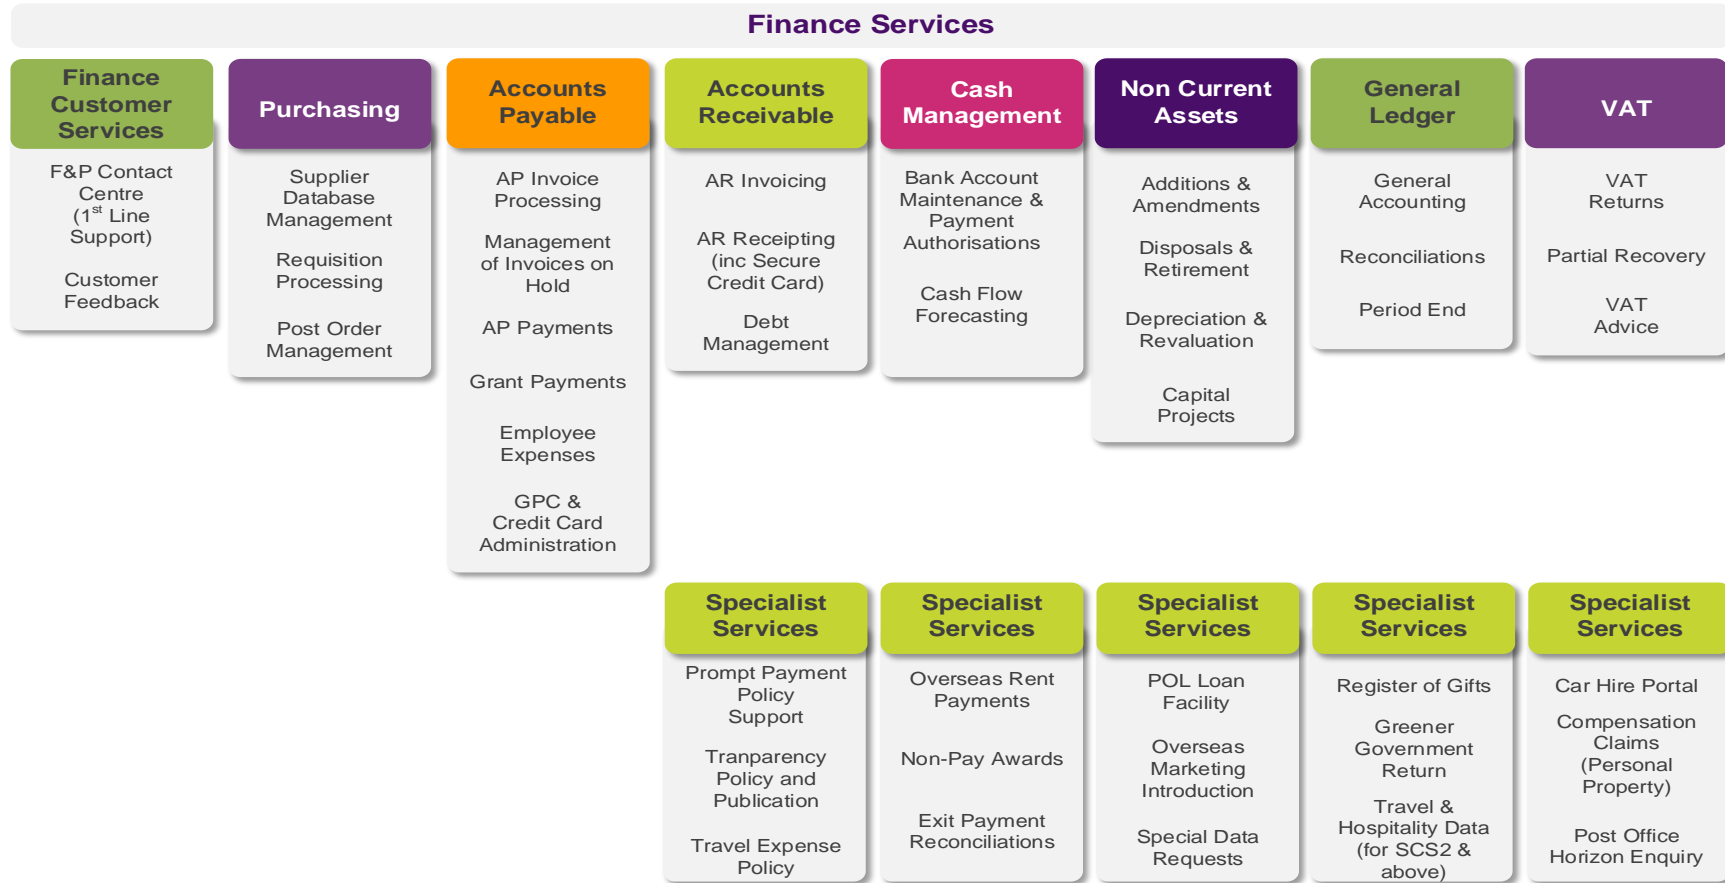 Finance Services
Finance
Customer
Services
F&P Contact
Centre
(1st Line
Support)
Customer
Feedback
Purchasing
Supplier
Database
Management
Requisition
Processing
Post Order
Management
Accounts
Payable
AP Invoice
Processing
Management
of Invoices on
Hold
AP Payments
Grant Payments
Employee
Expenses
GPC &
Credit Card
Administration
Accounts
Receivable
AR Invoicing
AR Receipting
(inc Secure
Credit Card)
Debt
Management
Cash
Management
Bank Account
Maintenance &
Payment
Authorisations
Cash Flow
Forecasting
Non Current
Assets
Additions &
Amendments
Disposals &
Retirement
Depreciation &
Revaluation
Capital
Projects
General
Ledger
General
Accounting
Reconciliations
Period End
VAT
VAT
Returns
Partial Recovery
VAT
Advice
Specialist
Services
Prompt Payment
Policy
Support
Tranparency
Policy and
Publication
Travel Expense
Policy
Specialist
Services
Overseas Rent
Payments
Non-Pay Awards
Exit Payment
Reconciliations
Specialist
Services
POL Loan
Facility
Overseas
Marketing
Introduction
Special Data
Requests
Specialist
Services
Register of Gifts
Greener
Government
Return
Travel &
Hospitality Data
(for SCS2 &
above)
Specialist
Services
Car Hire Portal
Compensation
Claims
(Personal
Property)
Post Office
Horizon Enquiry